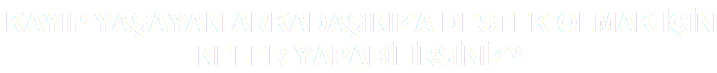 KAYIP YAŞAYAN ARKADAŞINIZA DESTEK OLMAK İÇİN
NELER YAPABİLİRSİNİZ?